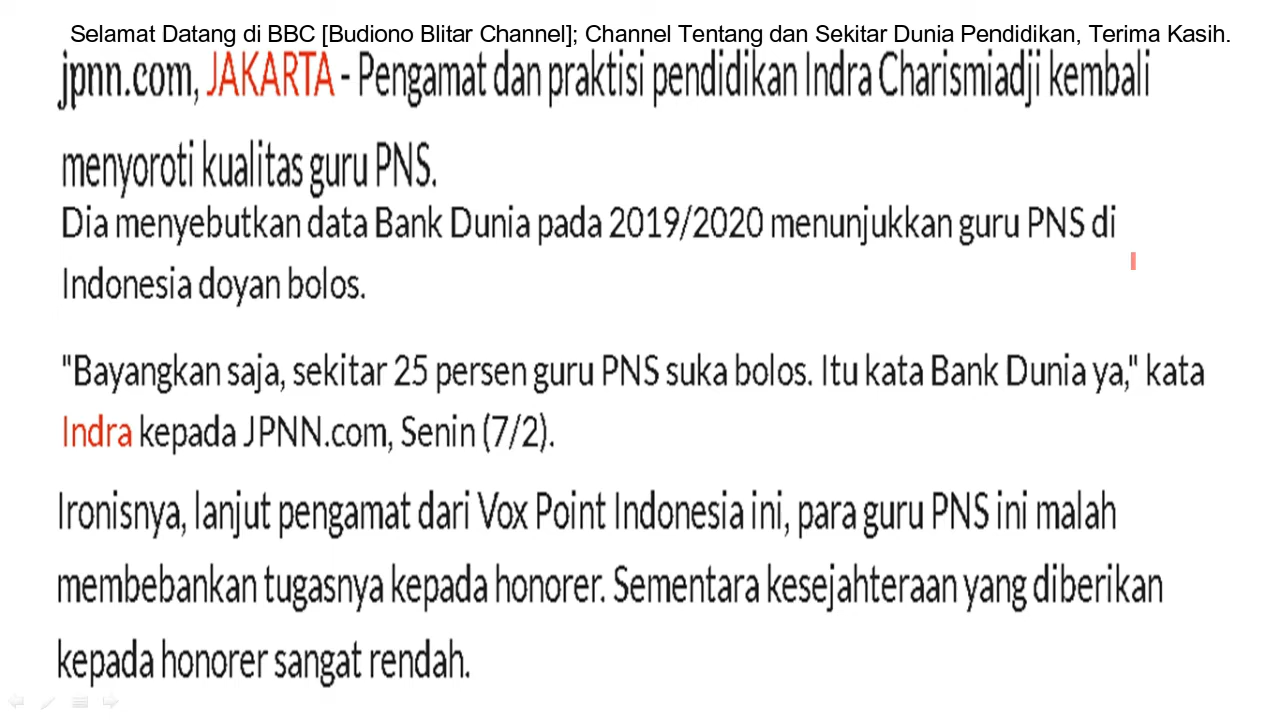 Selamat Datang di BBC [Budiono Blitar Channel]; Channel Tentang dan Sekitar Dunia Pendidikan, Terima Kasih.
jpnn.com, JAKARTA - Pengamat dan praktisi pendidikan Indra Charismiadji kembali
menyoroti kualitas guru PNS.
Dia menyebutkan data Bank Dunia pada 2019/2020 menunjukkan guru PNS di
Indonesia doyan bolos.
"Bayangkan saja, sekitar 25 persen guru PNS suka bolos. Itu kata Bank Dunia ya," kata
Indra kepada JPNN.com, Senin (7/2).
Ironisnya, lanjut pengamat dari Vox Point Indonesia ini, para guru PNS ini malah
membebankan tugasnya kepada honorer. Sementara kesejahteraan yang diberikan
kepada honorer sangat rendah.